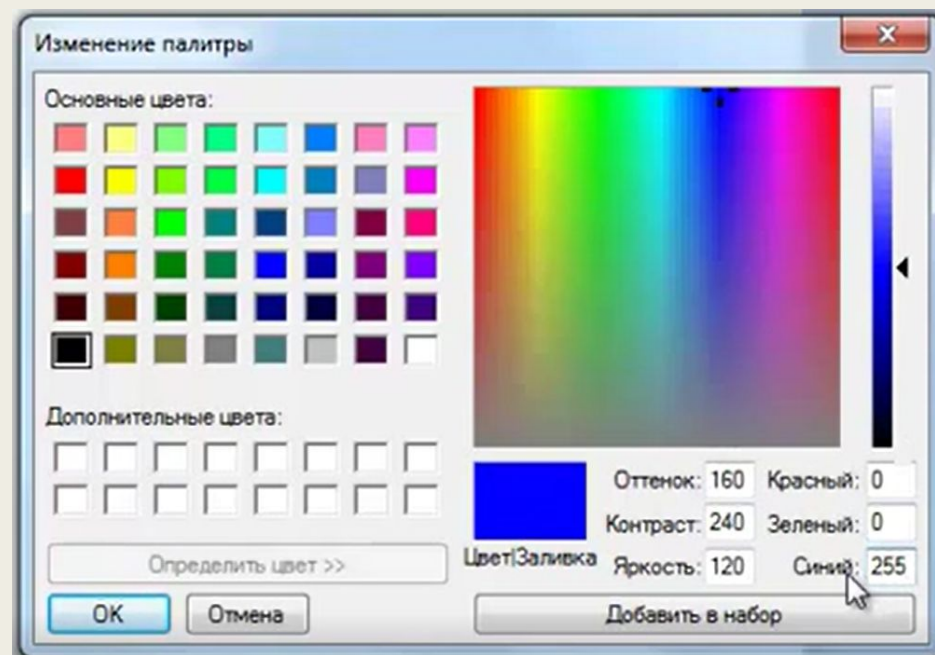 Изменение палитры
Основные цвета:
Дополнительные цвета:
Определить цвет >>
OK
Отмена
Цвет|Заливка
Оттенок: 160
Красный: 0
Контраст: 240
Зеленый: 0
Яркость: 120
Синий: 255
Добавить в набор